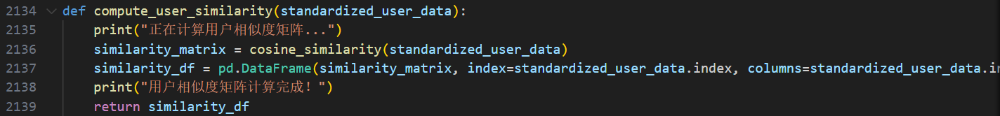 2134 def compute_user_similarity(standardized_user_data):
2135 print("正在计算用户相似度矩阵...")
2136 similarity_matrix = cosine_similarity(standardized_user_data)
2137 similarity_df = pd.DataFrame(similarity_matrix, index=standardized_user_data.index, columns=standardized_user_data.i
2138 print("用户相似度矩阵计算完成！")
2139 return similarity_df